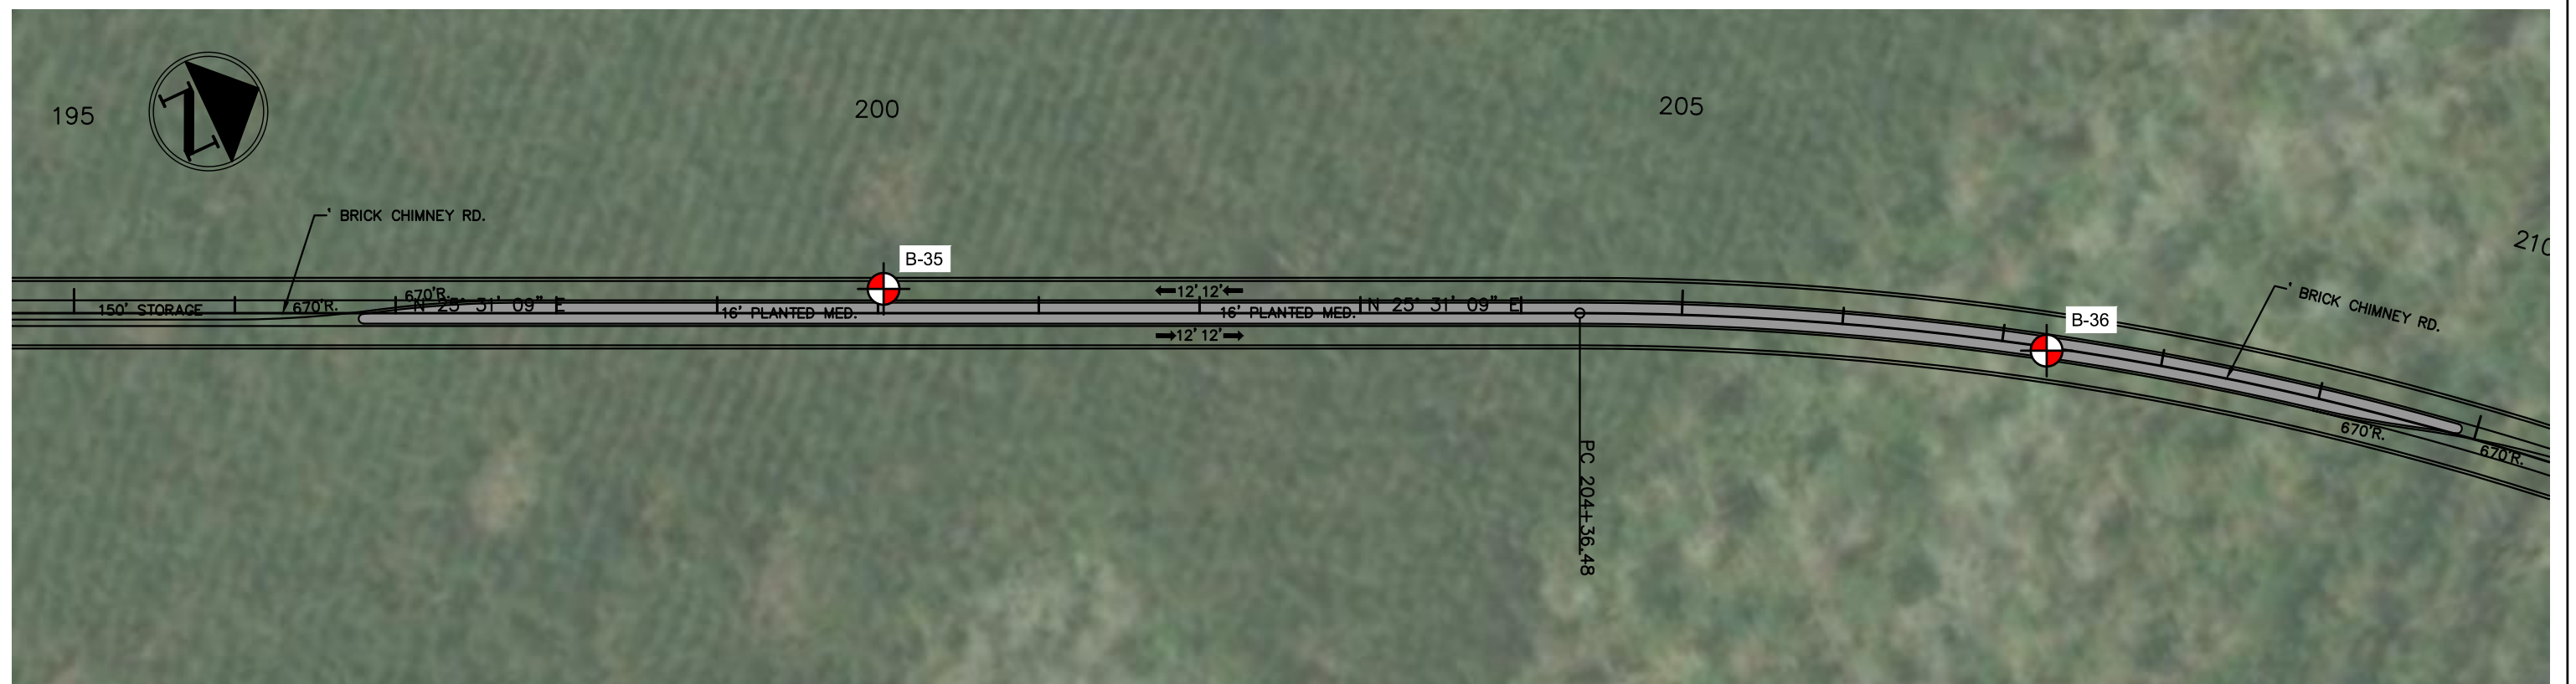 195
200
205
210
N
' BRICK CHIMNEY RD.
B-35
B-36
' BRICK CHIMNEY RD.
150' STORAGE
670'R.
670'R.
N 25° 31' 09" E
16' PLANTED MED.
12' 12'
16' PLANTED MED.
N 25° 31' 09" E
12' 12'
PC 204+36.48
670'R.
670'R.